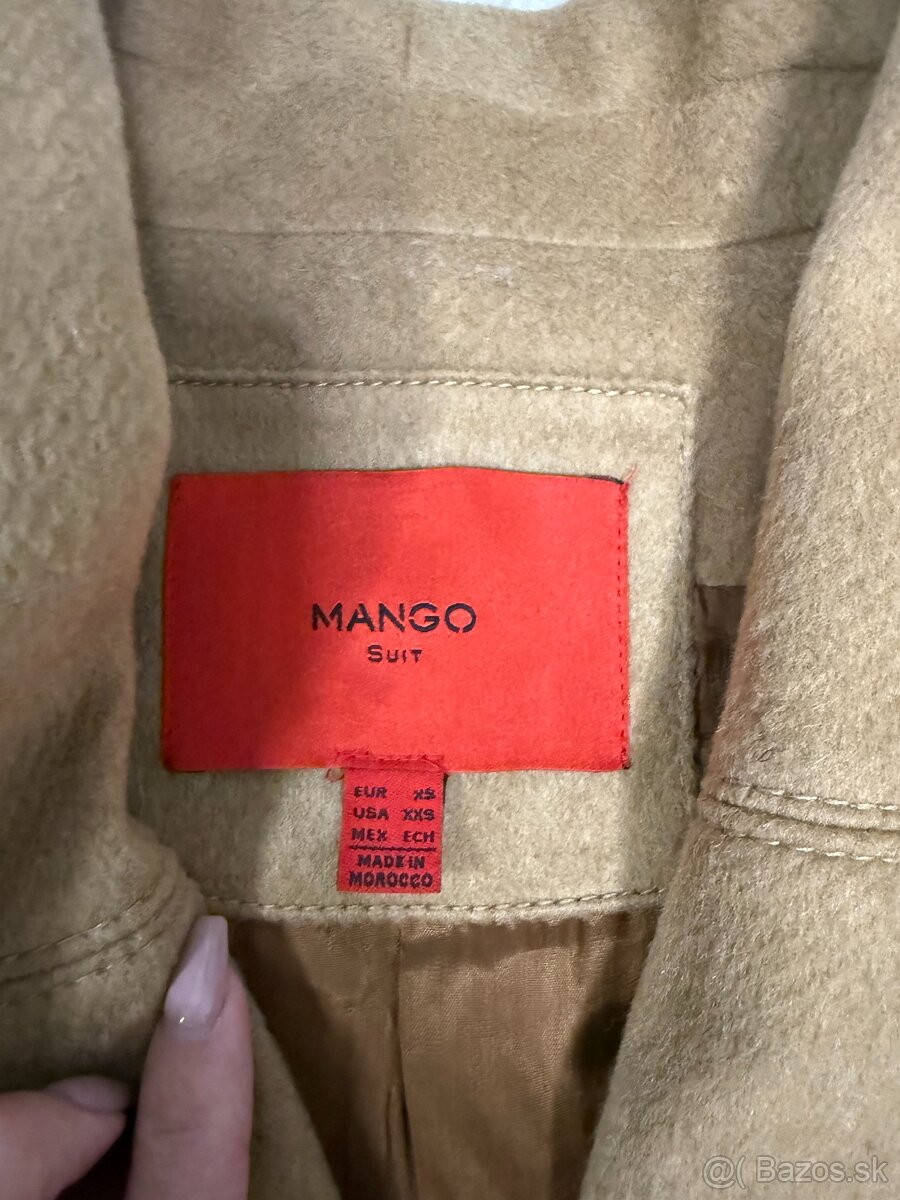 MANGO
SUIT
EUR XS
USA XXS
MEX ECH
MADE IN
MOROCCO
@( Bazos.sk